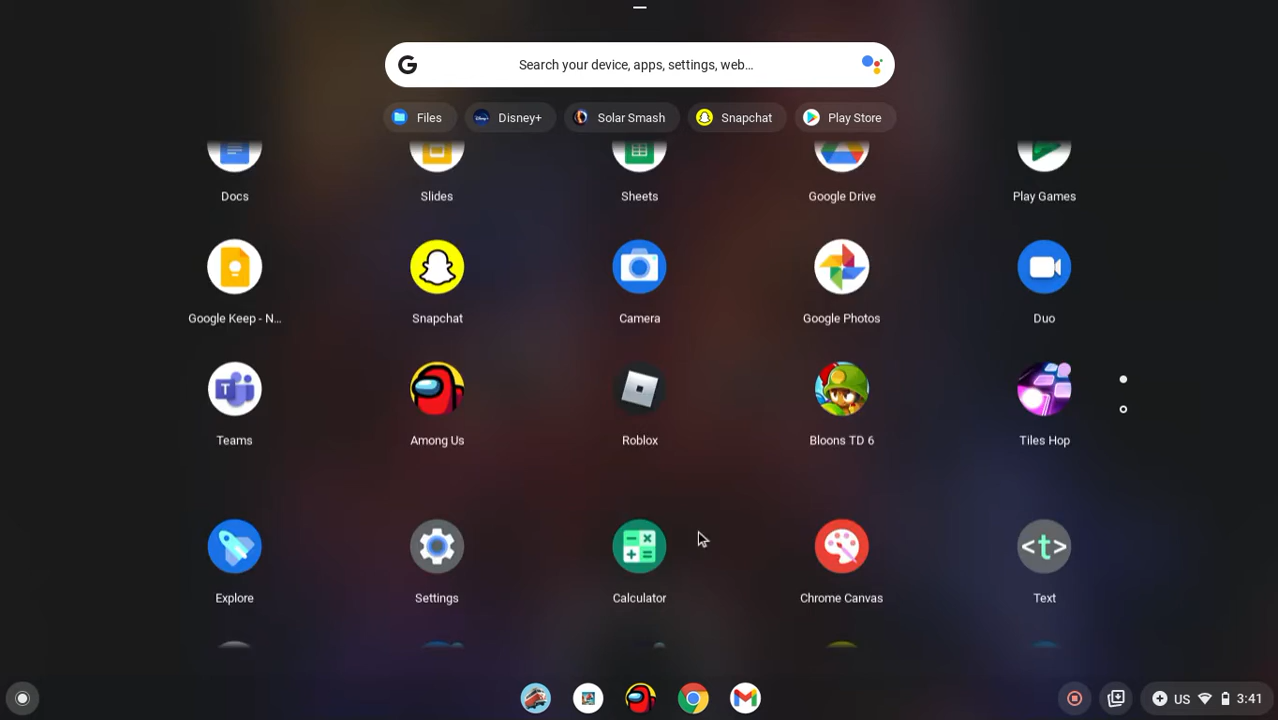 Search your device, apps, settings, web...
Files Disney+ Solar Smash Snapchat Play Store
Docs Slides Sheets Google Drive Play Games
Google Keep - N... Snapchat Camera Google Photos Duo
Teams Among Us Roblox Bloons TD 6 Tiles Hop
<t>
Explore Settings Calculator Chrome Canvas Text
US 3:41